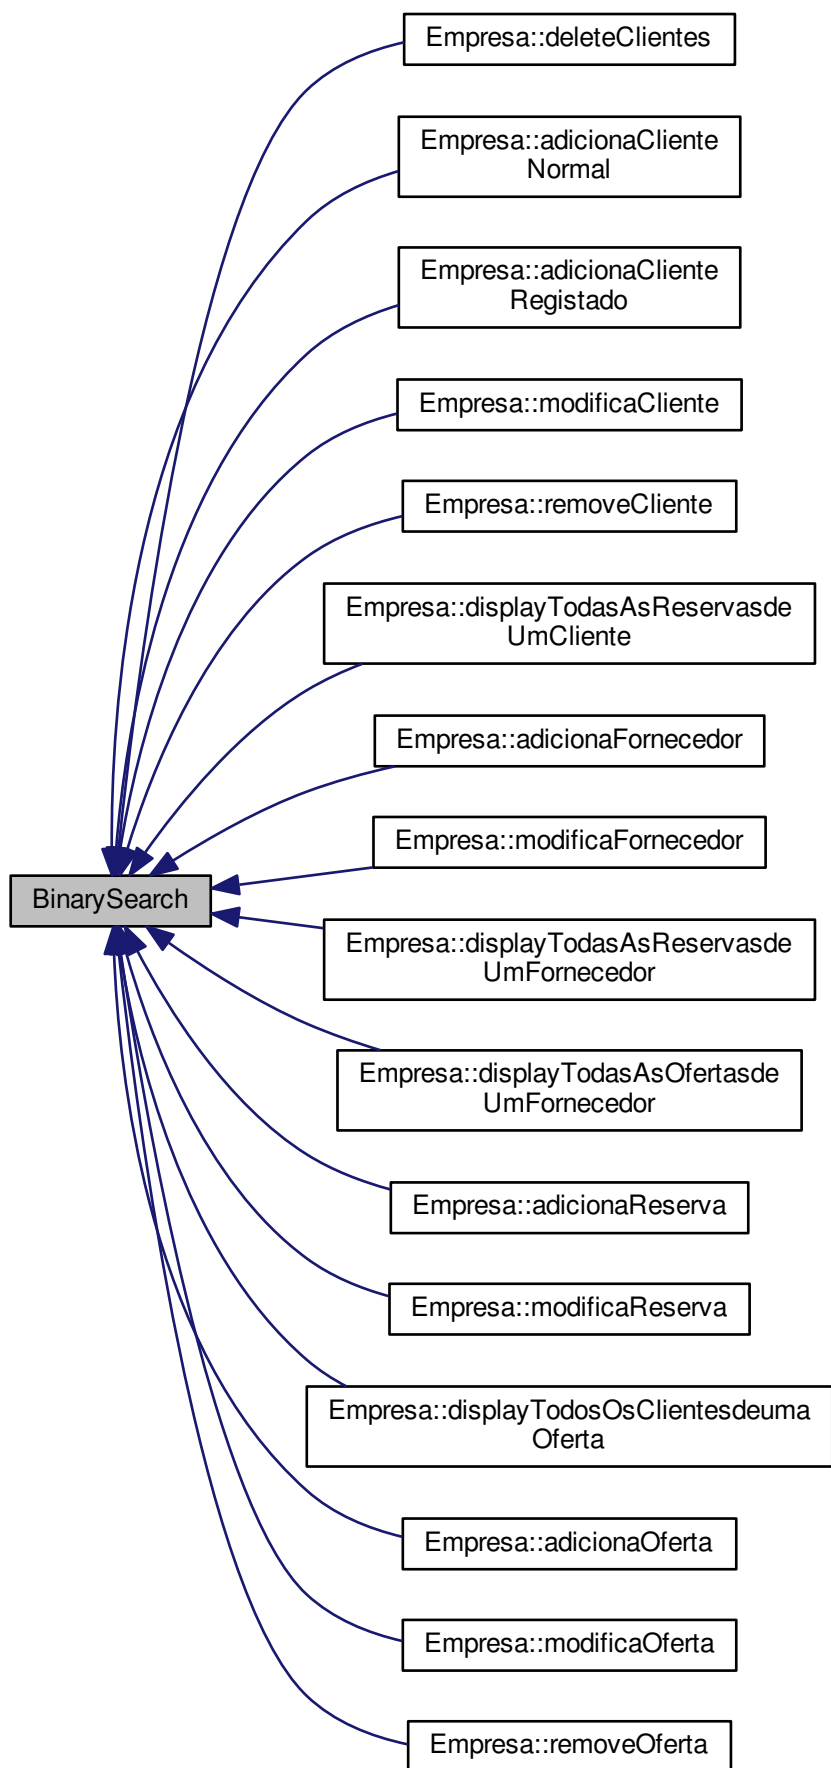 Empresa::deleteClientes
Empresa::adicionaCliente
Normal
Empresa::adicionaCliente
Registado
Empresa::modificaCliente
Empresa::removeCliente
Empresa::displayTodasAsReservasde
UmCliente
Empresa::adicionaFornecedor
Empresa::modificaFornecedor
BinarySearch
Empresa::displayTodasAsReservasde
UmFornecedor
Empresa::displayTodasAsOfertasde
UmFornecedor
Empresa::adicionaReserva
Empresa::modificaReserva
Empresa::displayTodosOsClientesdeuma
Oferta
Empresa::adicionaOferta
Empresa::modificaOferta
Empresa::removeOferta